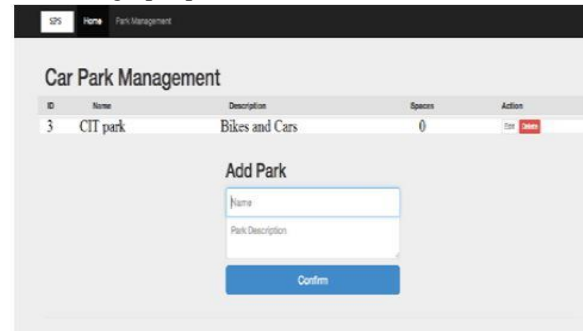 SPS Home Park Management
Car Park Management
ID Name Description Spaces Action
3 CIT park Bikes and Cars 0 Edit Delete
Add Park
Name
Park Description
Confirm